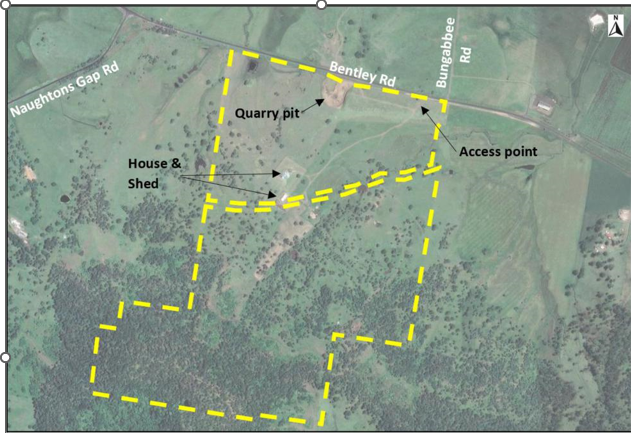 N
Bungabbee
Rd
Bentley Rd
Naughtons Gap Rd
Quarry pit
Access point
House &
Shed